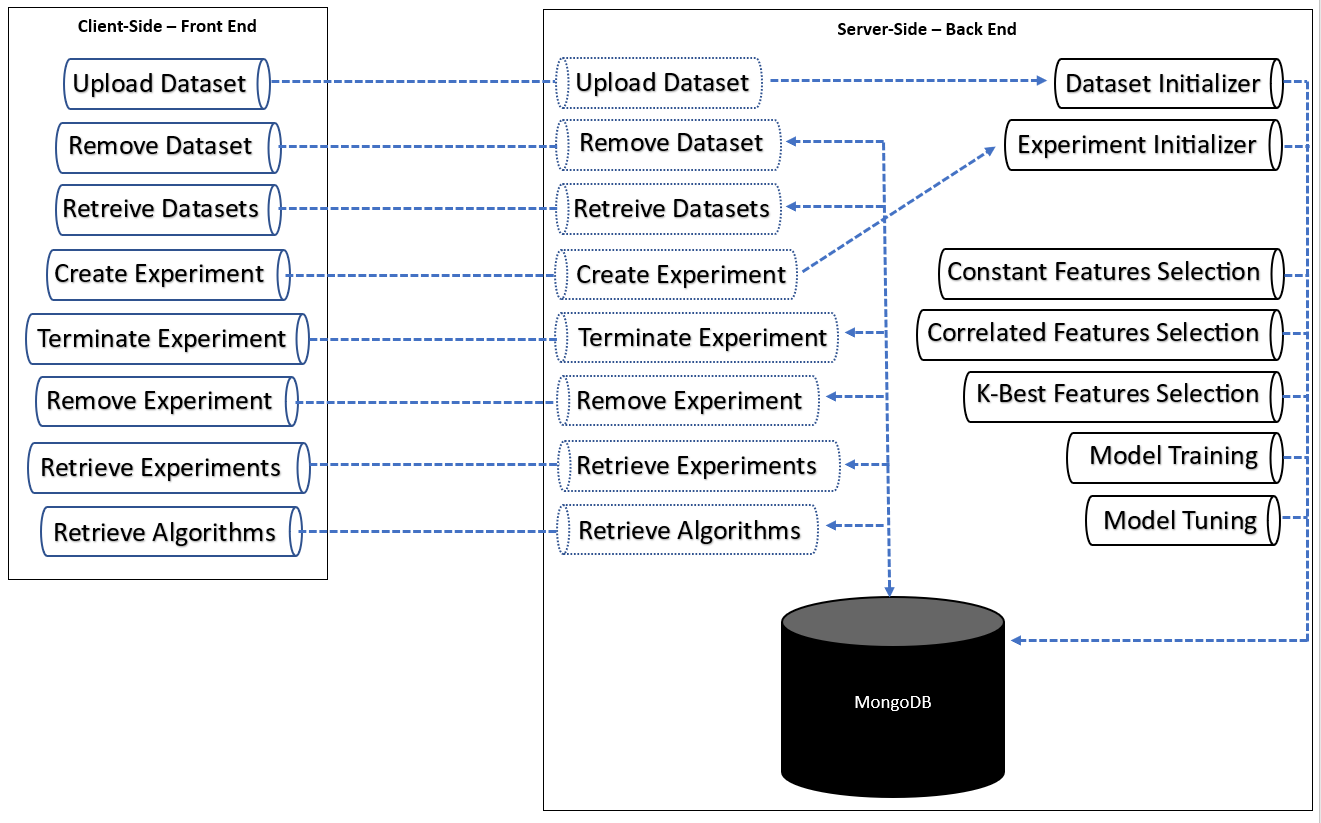 Client-Side – Front End
Upload Dataset
Remove Dataset
Retreive Datasets
Create Experiment
Terminate Experiment
Remove Experiment
Retrieve Experiments
Retrieve Algorithms
Server-Side – Back End
Upload Dataset
Remove Dataset
Retreive Datasets
Create Experiment
Terminate Experiment
Remove Experiment
Retrieve Experiments
Retrieve Algorithms
Dataset Initializer
Experiment Initializer
Constant Features Selection
Correlated Features Selection
K-Best Features Selection
Model Training
Model Tuning
MongoDB